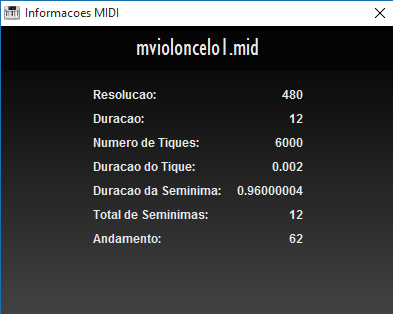 Informacoes MIDI
mvioloncelo1.mid
Resolucao: 480
Duracao: 12
Numero de Tiques: 6000
Duracao do Tique: 0.002
Duracao da Seminima: 0.96000004
Total de Seminimas: 12
Andamento: 62